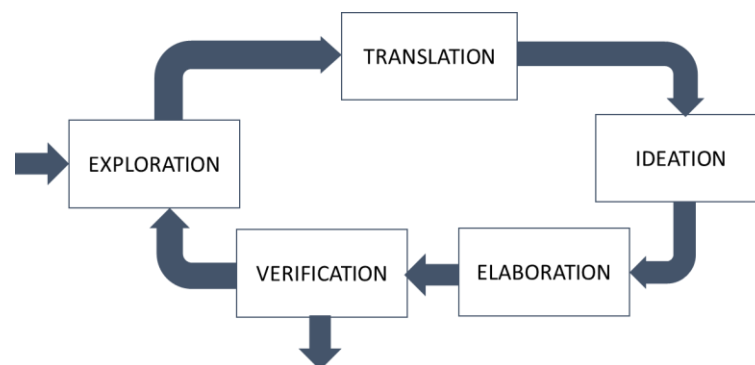 TRANSLATION
EXPLORATION
IDEATION
VERIFICATION
ELABORATION